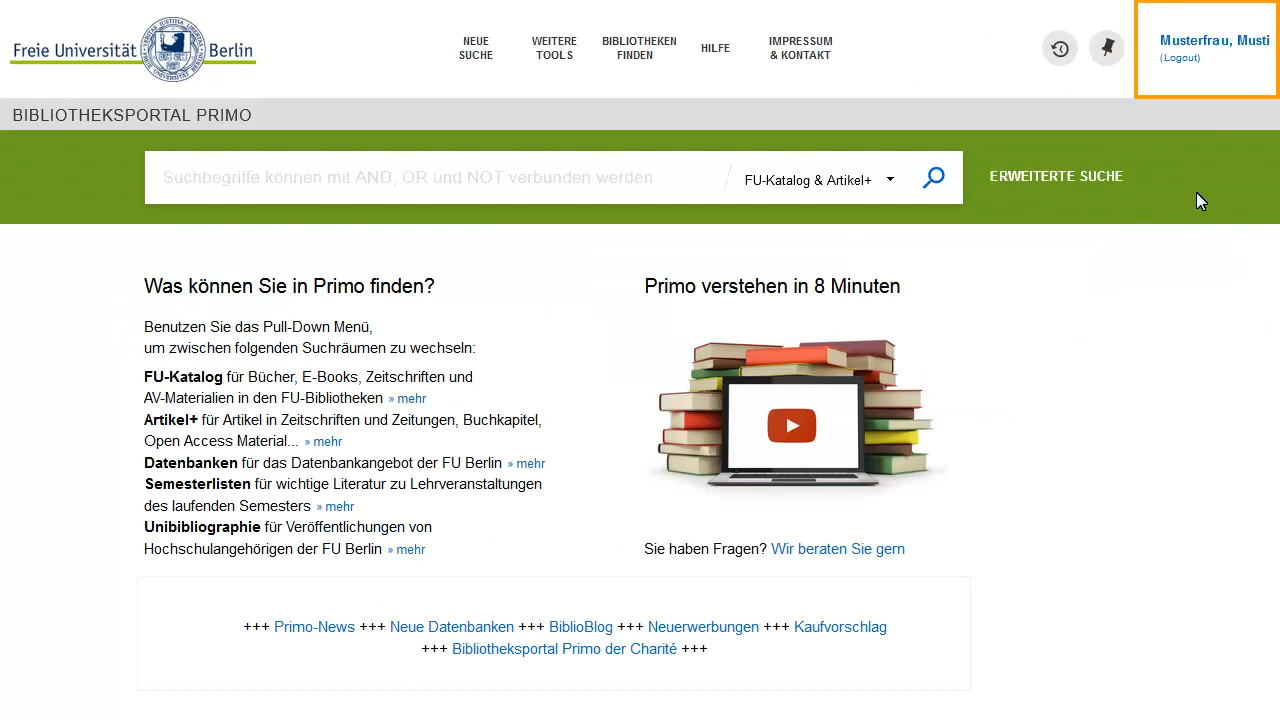 Freie Universität Berlin
NEUE SUCHE
WEITERE TOOLS
BIBLIOTHEKEN FINDEN
HILFE
IMPRESSUM & KONTAKT
Musterfrau, Musti
(Logout)
BIBLIOTHEKSPORTAL PRIMO
Suchbegriffe können mit AND, OR und NOT verbunden werden
FU-Katalog & Artikel+
ERWEITERTE SUCHE
Was können Sie in Primo finden?
Benutzen Sie das Pull-Down Menü,
um zwischen folgenden Suchräumen zu wechseln:
FU-Katalog für Bücher, E-Books, Zeitschriften und
AV-Materialien in den FU-Bibliotheken » mehr
Artikel+ für Artikel in Zeitschriften und Zeitungen, Buchkapitel,
Open Access Material... » mehr
Datenbanken für das Datenbankangebot der FU Berlin » mehr
Semesterlisten für wichtige Literatur zu Lehrveranstaltungen
des laufenden Semesters » mehr
Unibibliographie für Veröffentlichungen von
Hochschulangehörigen der FU Berlin » mehr
Primo verstehen in 8 Minuten
Sie haben Fragen? Wir beraten Sie gern
+++ Primo-News +++ Neue Datenbanken +++ BiblioBlog +++ Neuerwerbungen +++ Kaufvorschlag
+++ Bibliotheksportal Primo der Charité +++